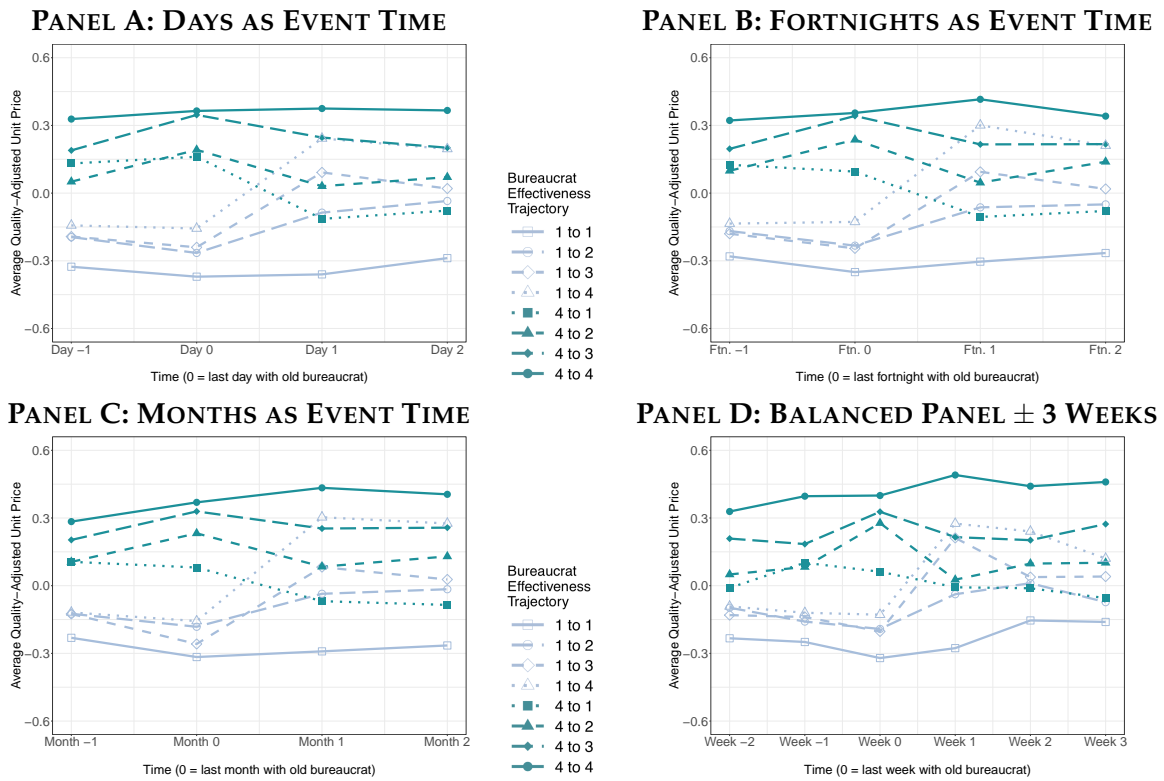 PANEL A: DAYS AS EVENT TIME
0.6
0.3
0.0
−0.3
−0.6
Average Quality−Adjusted Unit Price
Day −1
Day 0
Day 1
Day 2
Time (0 = last day with old bureaucrat)
Bureaucrat
Effectiveness
Trajectory
1 to 1
1 to 2
1 to 3
1 to 4
4 to 1
4 to 2
4 to 3
4 to 4
PANEL B: FORTNIGHTS AS EVENT TIME
0.6
0.3
0.0
−0.3
−0.6
Average Quality−Adjusted Unit Price
Ftn. −1
Ftn. 0
Ftn. 1
Ftn. 2
Time (0 = last fortnight with old bureaucrat)
PANEL C: MONTHS AS EVENT TIME
0.6
0.3
0.0
−0.3
−0.6
Average Quality−Adjusted Unit Price
Month −1
Month 0
Month 1
Month 2
Time (0 = last month with old bureaucrat)
Bureaucrat
Effectiveness
Trajectory
1 to 1
1 to 2
1 to 3
1 to 4
4 to 1
4 to 2
4 to 3
4 to 4
PANEL D: BALANCED PANEL ± 3 WEEKS
0.6
0.3
0.0
−0.3
−0.6
Average Quality−Adjusted Unit Price
Week −2
Week −1
Week 0
Week 1
Week 2
Week 3
Time (0 = last week with old bureaucrat)